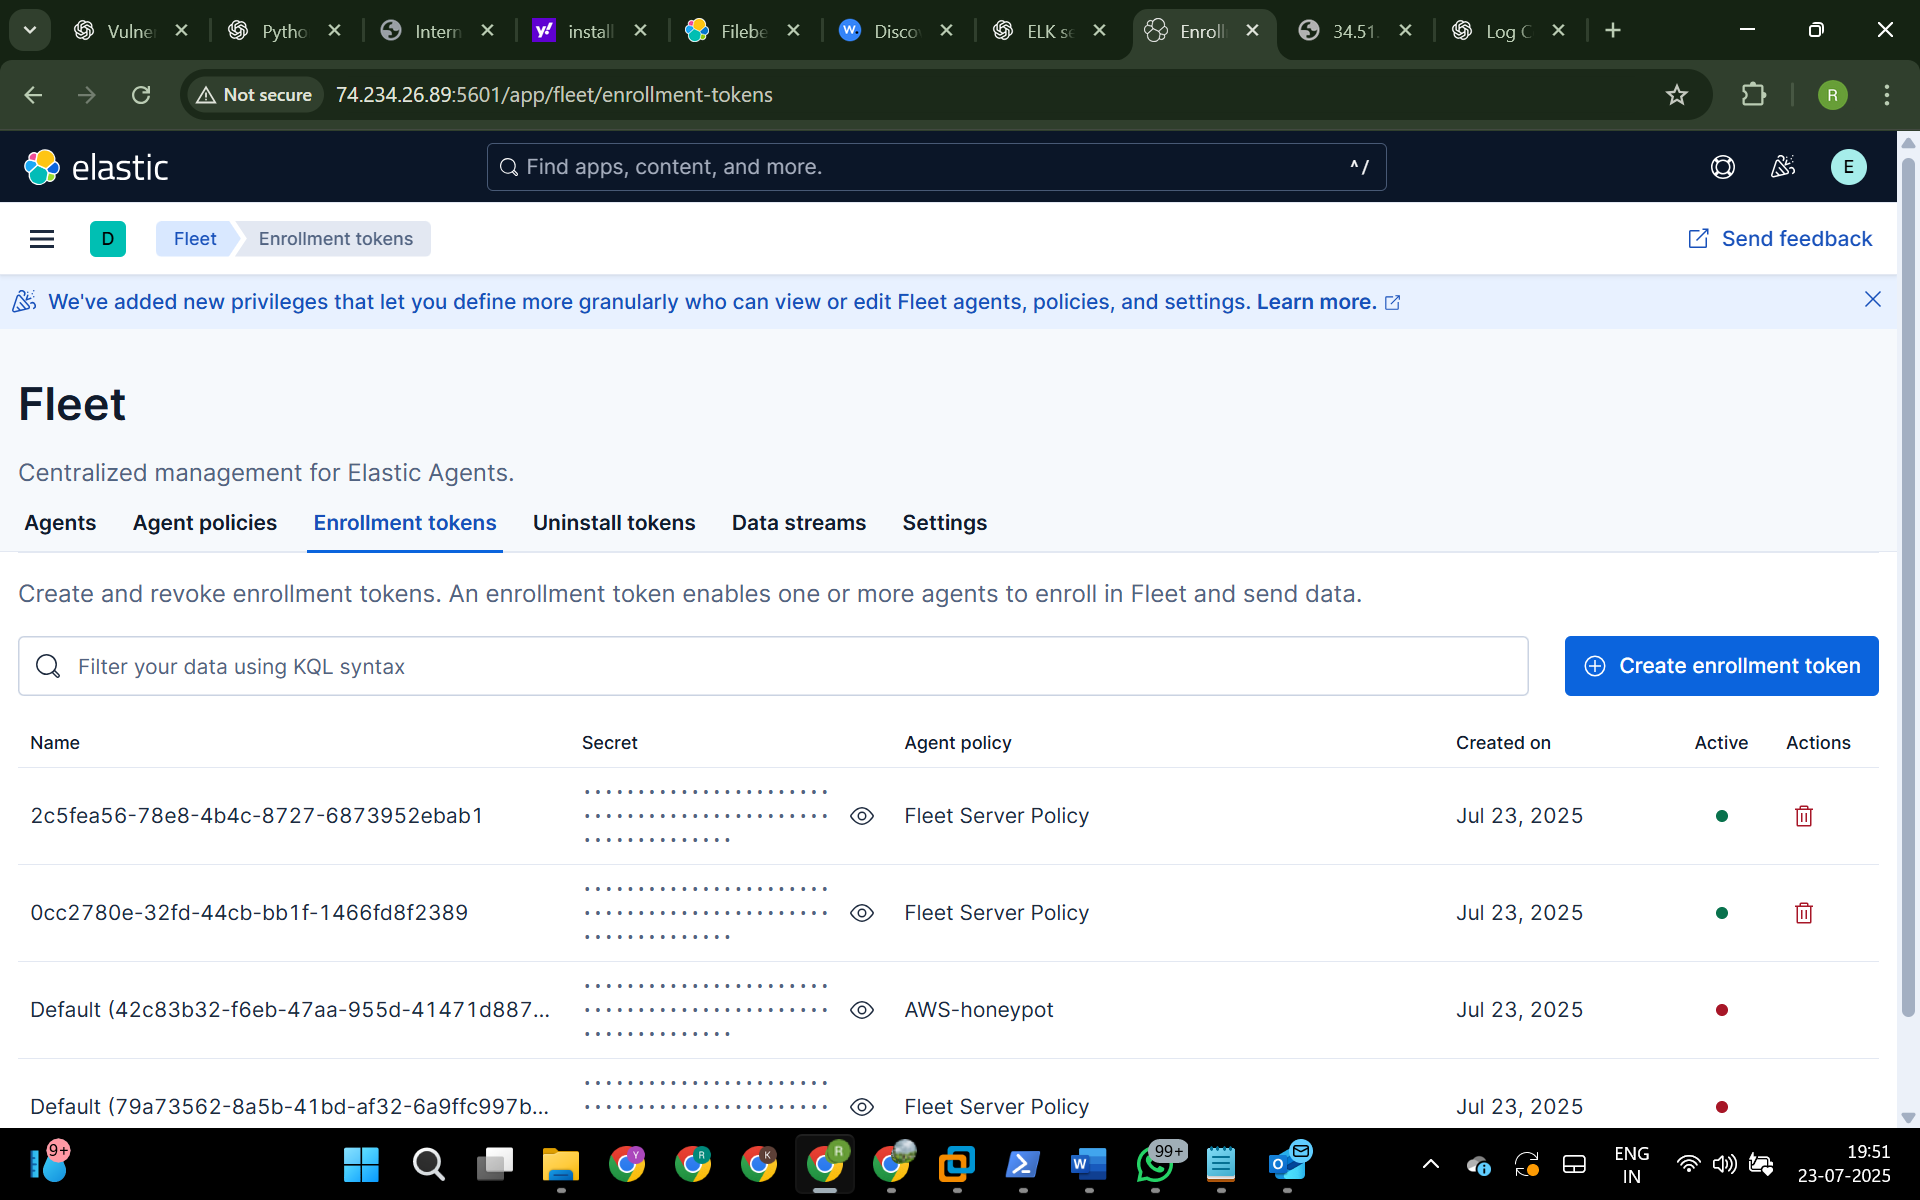 Vulne
Pytho
Intern
install
Filebe
Disco
ELK se
Enroll
34.51.
Log C
Not secure
74.234.26.89:5601/app/fleet/enrollment-tokens
R
elastic
Find apps, content, and more.
^/
E
D
Fleet
Enrollment tokens
Send feedback
We've added new privileges that let you define more granularly who can view or edit Fleet agents, policies, and settings. Learn more.
Fleet
Centralized management for Elastic Agents.
Agents
Agent policies
Enrollment tokens
Uninstall tokens
Data streams
Settings
Create and revoke enrollment tokens. An enrollment token enables one or more agents to enroll in Fleet and send data.
Filter your data using KQL syntax
Create enrollment token
Name Secret Agent policy Created on Active Actions
2c5fea56-78e8-4b4c-8727-6873952ebab1 Fleet Server Policy Jul 23, 2025
0cc2780e-32fd-44cb-bb1f-1466fd8f2389 Fleet Server Policy Jul 23, 2025
Default (42c83b32-f6eb-47aa-955d-41471d887... AWS-honeypot Jul 23, 2025
Default (79a73562-8a5b-41bd-af32-6a9ffc997b... Fleet Server Policy Jul 23, 2025
9+
Y
R
K
R
W
99+
O
ENG
IN
19:51
23-07-2025